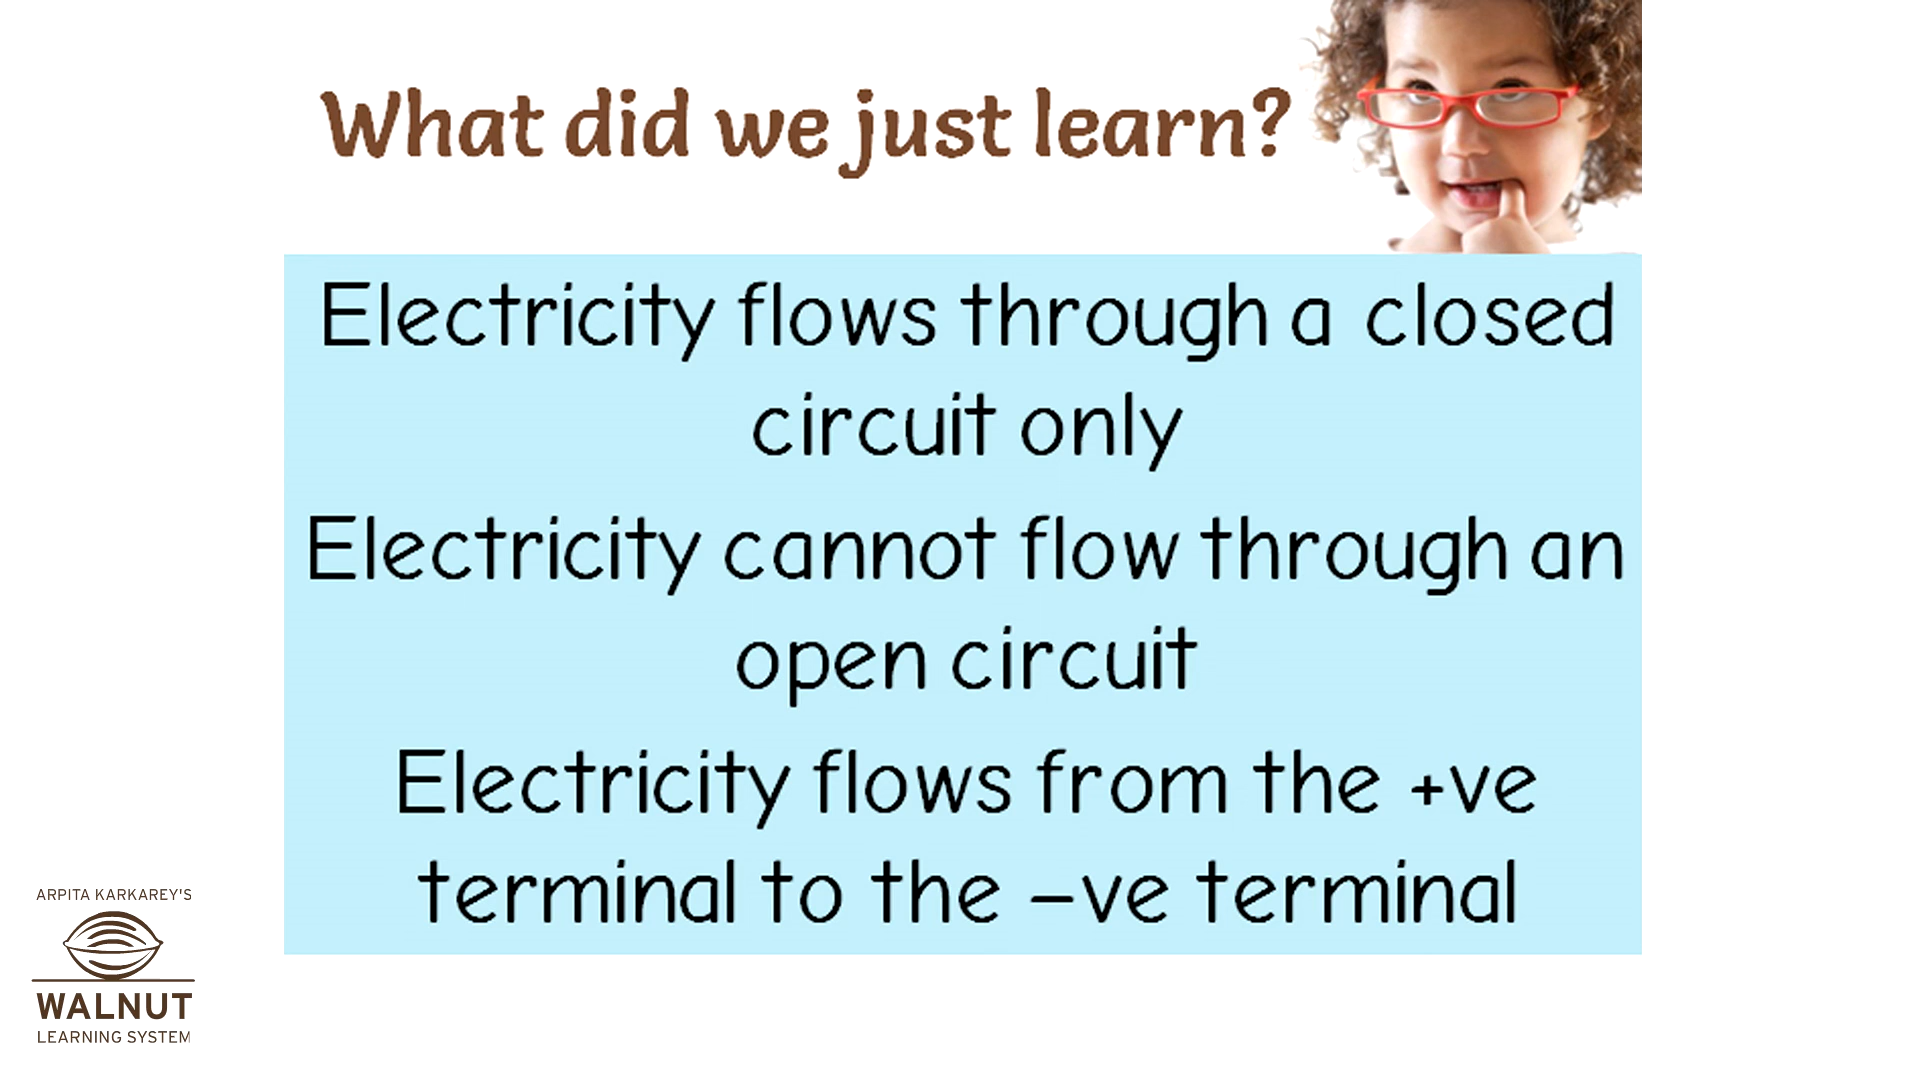 What did we just learn?
Electricity flows through a closed
circuit only
Electricity cannot flow through an
open circuit
Electricity flows from the +ve
terminal to the –ve terminal
ARPITA KARKAREY'S
WALNUT
LEARNING SYSTEM